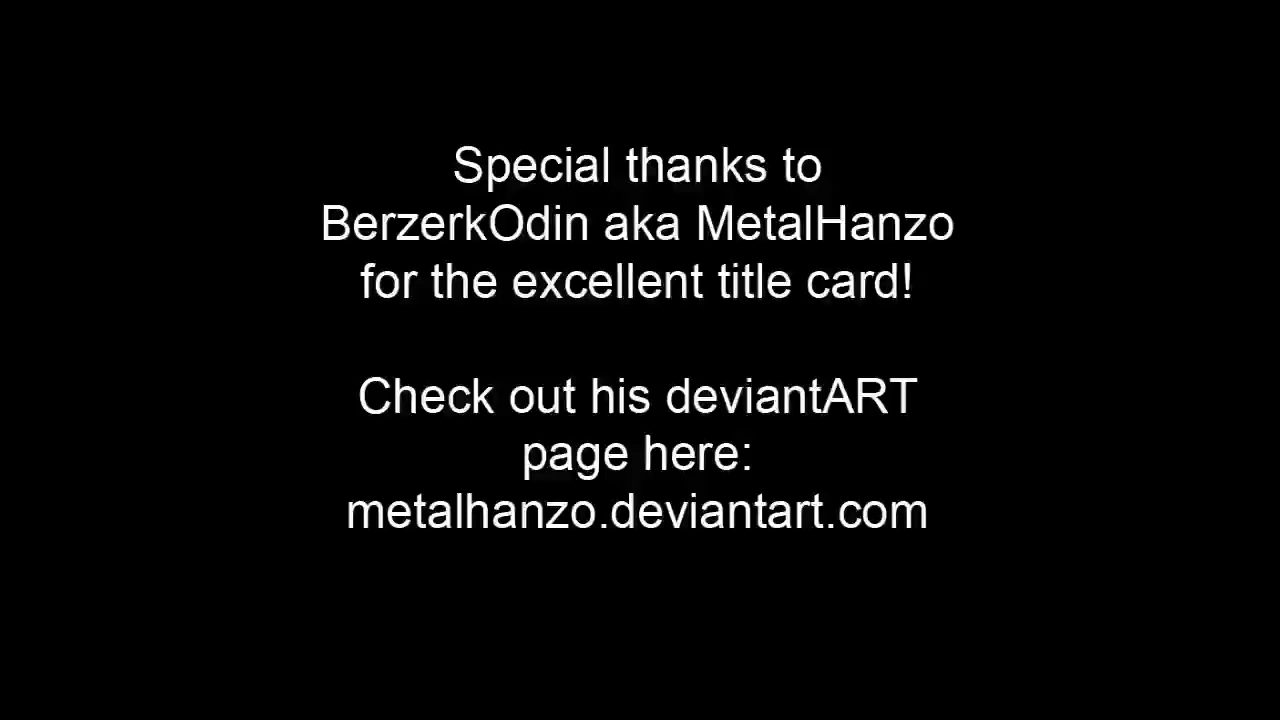 Special thanks to
BerzerkOdin aka MetalHanzo
for the excellent title card!
Check out his deviantART
page here:
metalhanzo.deviantart.com